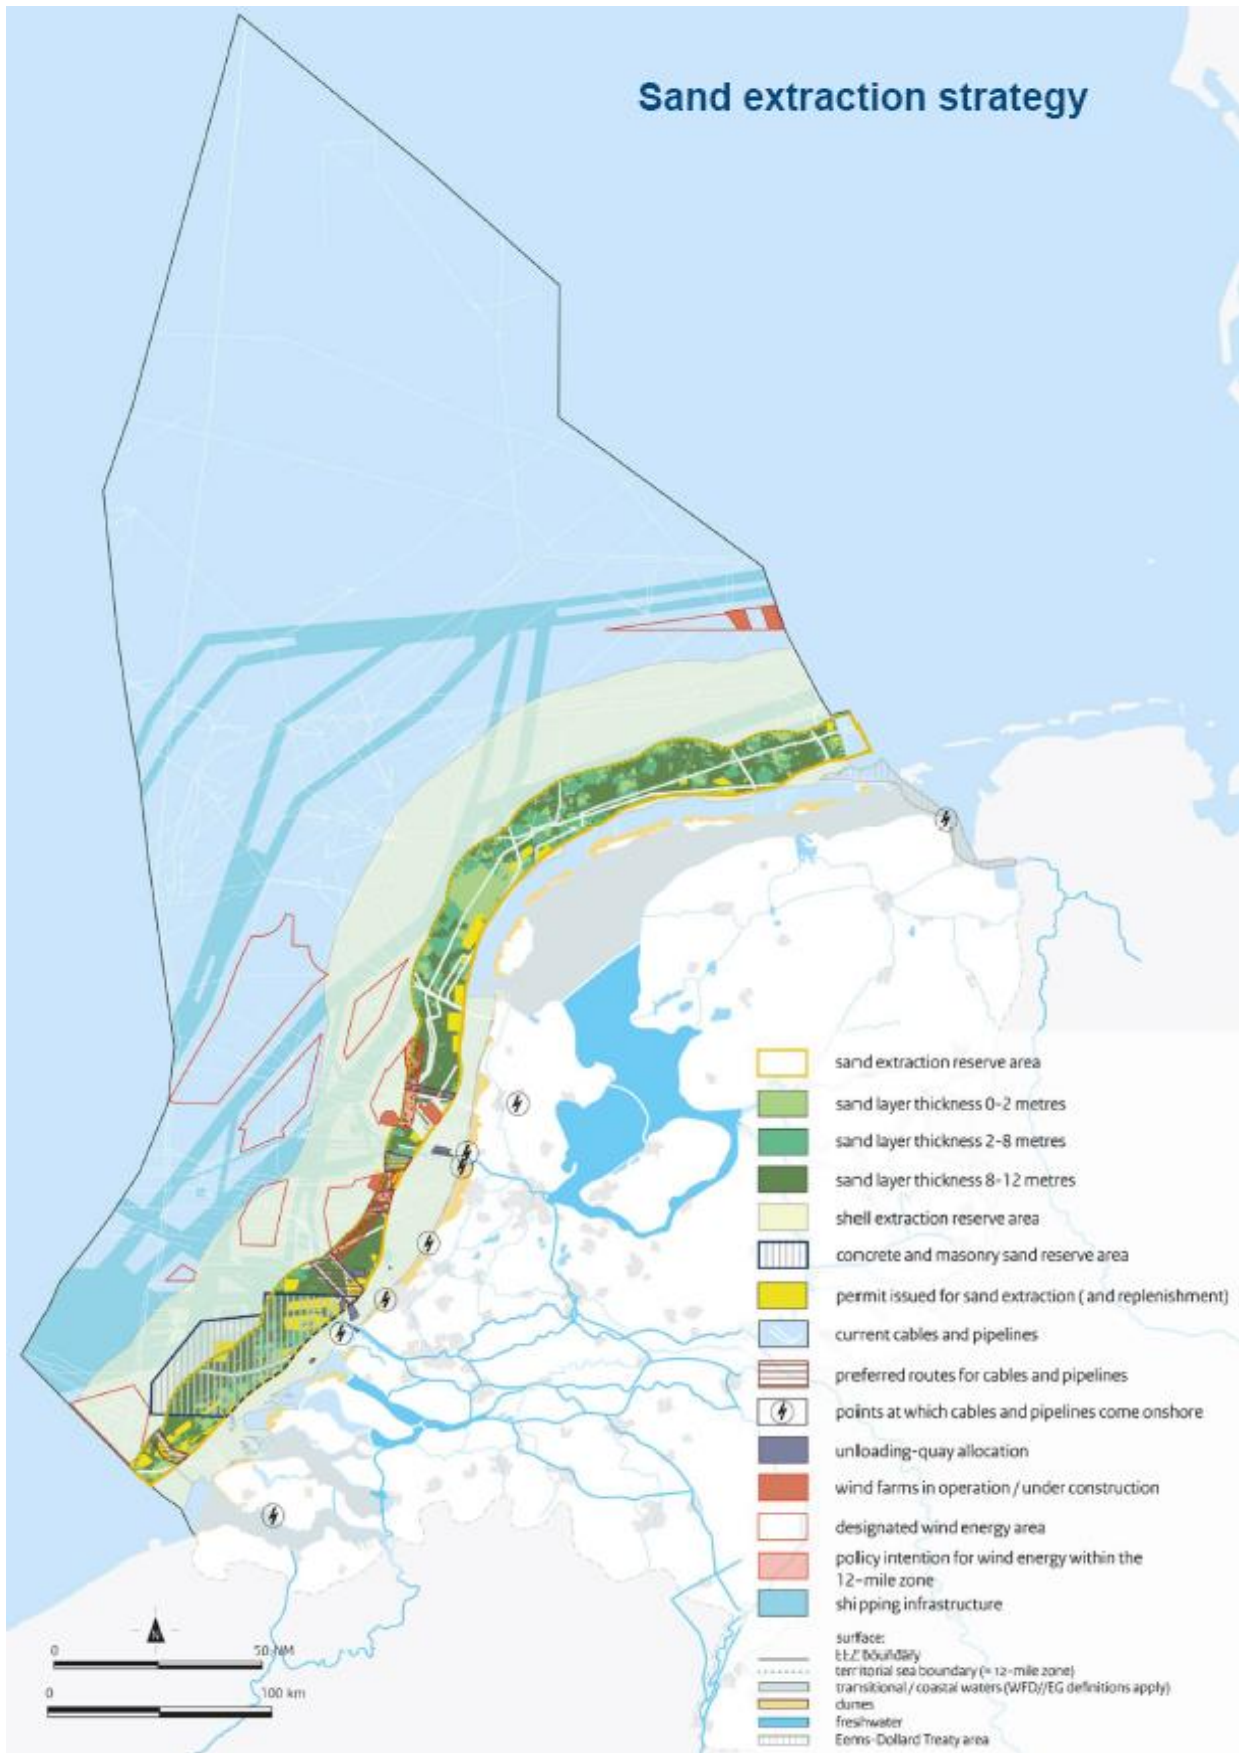 Sand extraction strategy
sand extraction reserve area
sand layer thickness 0-2 metres
sand layer thickness 2-8 metres
sand layer thickness 8-12 metres
shell extraction reserve area
concrete and masonry sand reserve area
permit issued for sand extraction ( and replenishment)
current cables and pipelines
preferred routes for cables and pipelines
points at which cables and pipelines come onshore
unloading-quay allocation
wind farms in operation / under construction
designated wind energy area
policy intention for wind energy within the
12-mile zone
shipping infrastructure
surface:
EEZ boundary
territorial sea boundary (= 12-mile zone)
transitional / coastal waters (WFD//EG definitions apply)
dunes
freshwater
Eems-Dollard Treaty area
N
0 50 NM
0 100 km